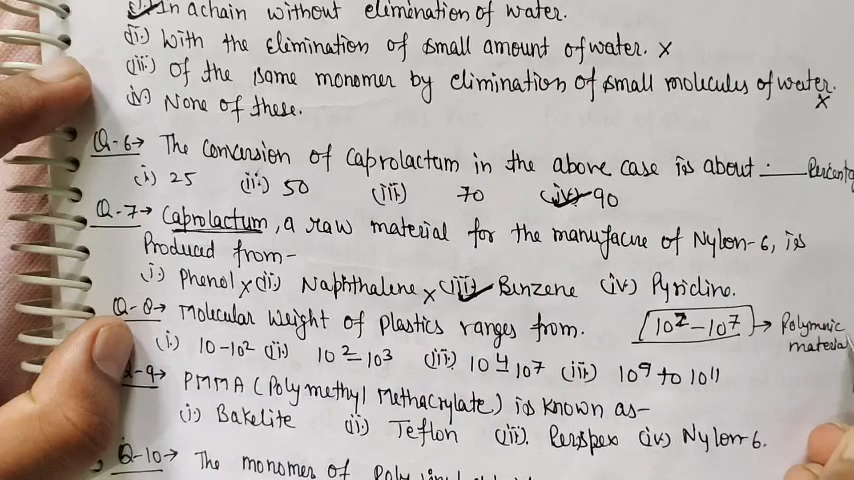 (i) In a chain without elimination of water.
(ii) With the elimination of small amount of water. x
(iii) Of the same monomer by elimination of small molecules of water. x
(iv) None of these.
Q-6→ The conversion of Caprolactum in the above case is about ___ Percentag
(i) 25 (ii) 50 (iii) 70 (iv) 90
Q-7→ Caprolactum, a raw material for the manufacure of Nylon-6, is
Produced from-
(i) Phenol x (ii) Naphthalene x (iii) Benzene (iv) Pyridine.
Q-8→ Molecular Weight of Plastics ranges from. 10²-10⁷ → Polymeric material
(i) 10-10² (ii) 10²-10³ (iii) 10⁴-10⁷ (iii) 10⁹ to 10¹¹
Q-9→ PMMA (Polymethyl Methacrylate) is known as-
(i) Bakelite (ii) Teflon (iii) Perspex (iv) Nylon-6.
Q-10→ The monomers of